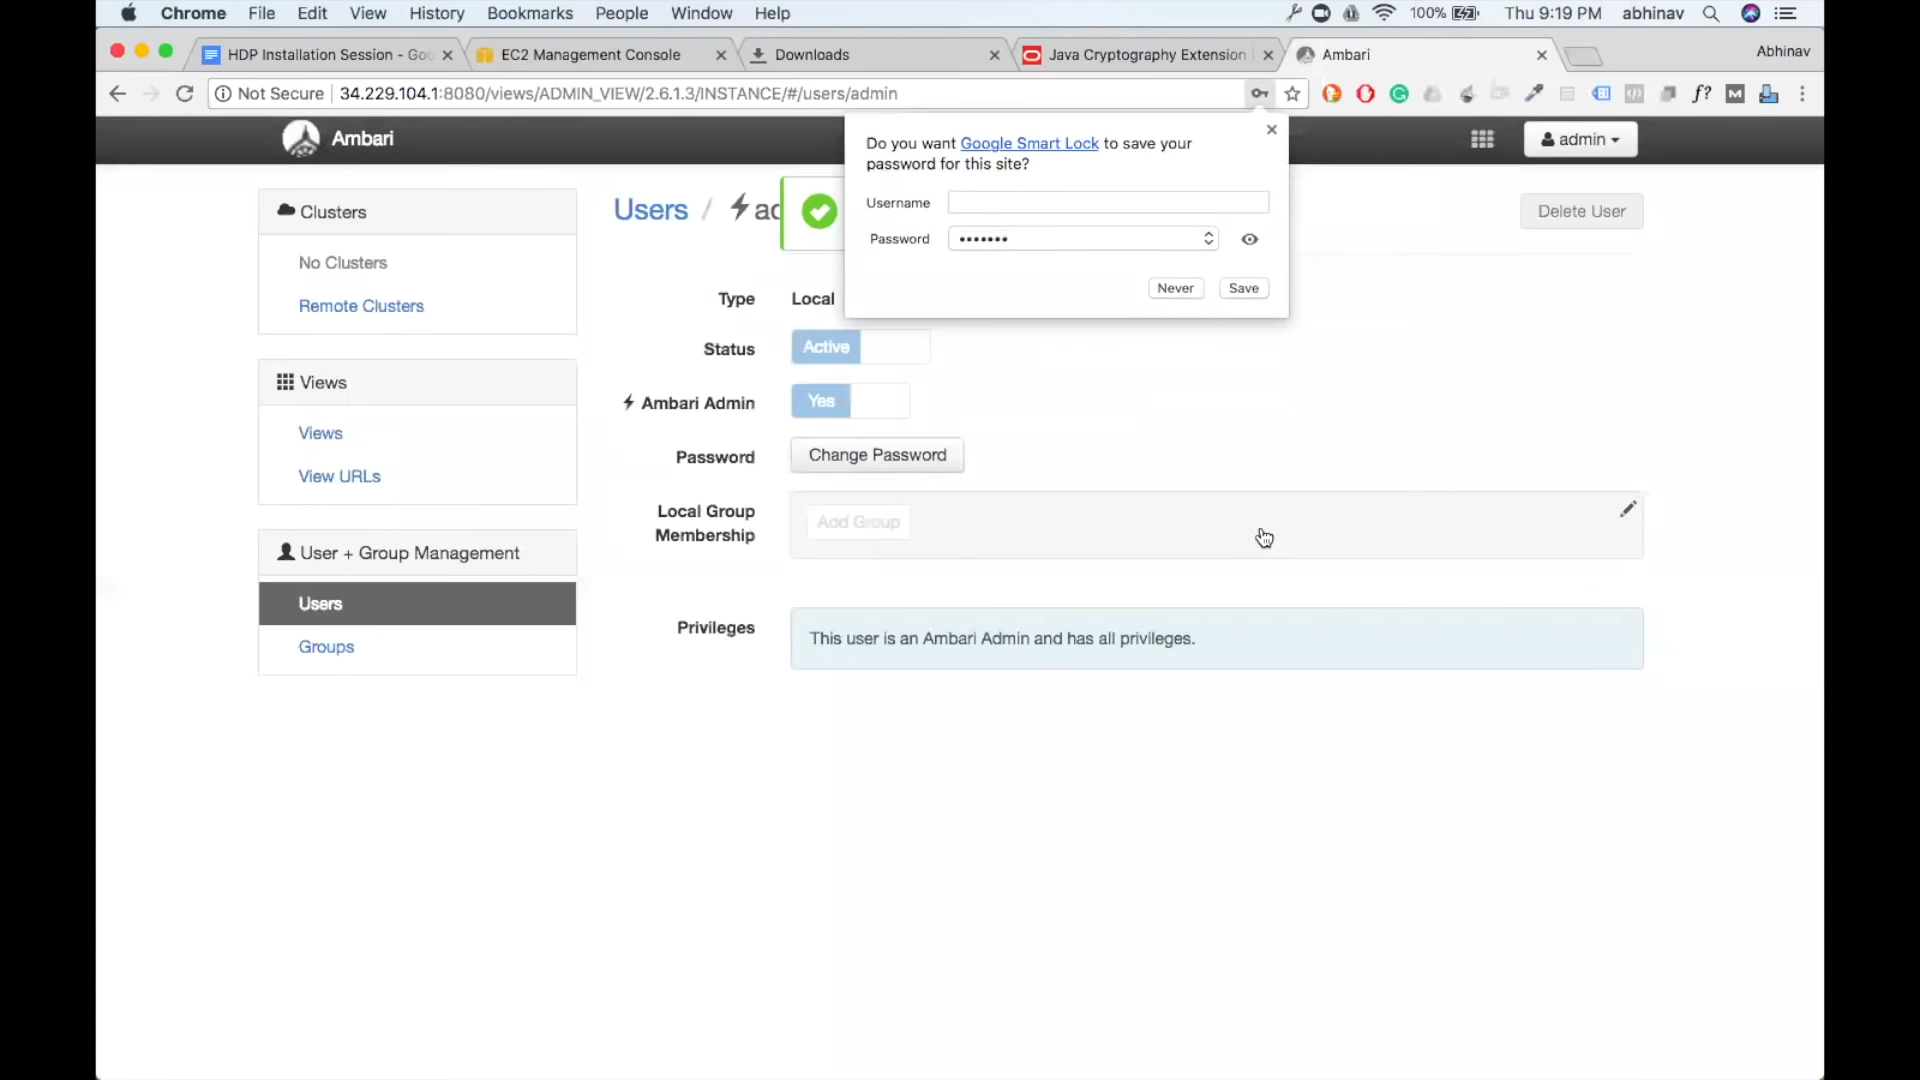 Chrome File Edit View History Bookmarks People Window Help 100% Thu 9:19 PM abhinav
HDP Installation Session - Goo EC2 Management Console Downloads Java Cryptography Extension Ambari Abhinav
Not Secure 34.229.104.1:8080/views/ADMIN_VIEW/2.6.1.3/INSTANCE/#/users/admin
Ambari admin
Do you want Google Smart Lock to save your
password for this site?
Username
Password •••••••
Never Save
Clusters
No Clusters
Remote Clusters
Views
Views
View URLs
User + Group Management
Users
Groups
Users / ad
Delete User
Type Local
Status Active
Ambari Admin Yes
Password Change Password
Local Group
Membership
Add Group
Privileges This user is an Ambari Admin and has all privileges.